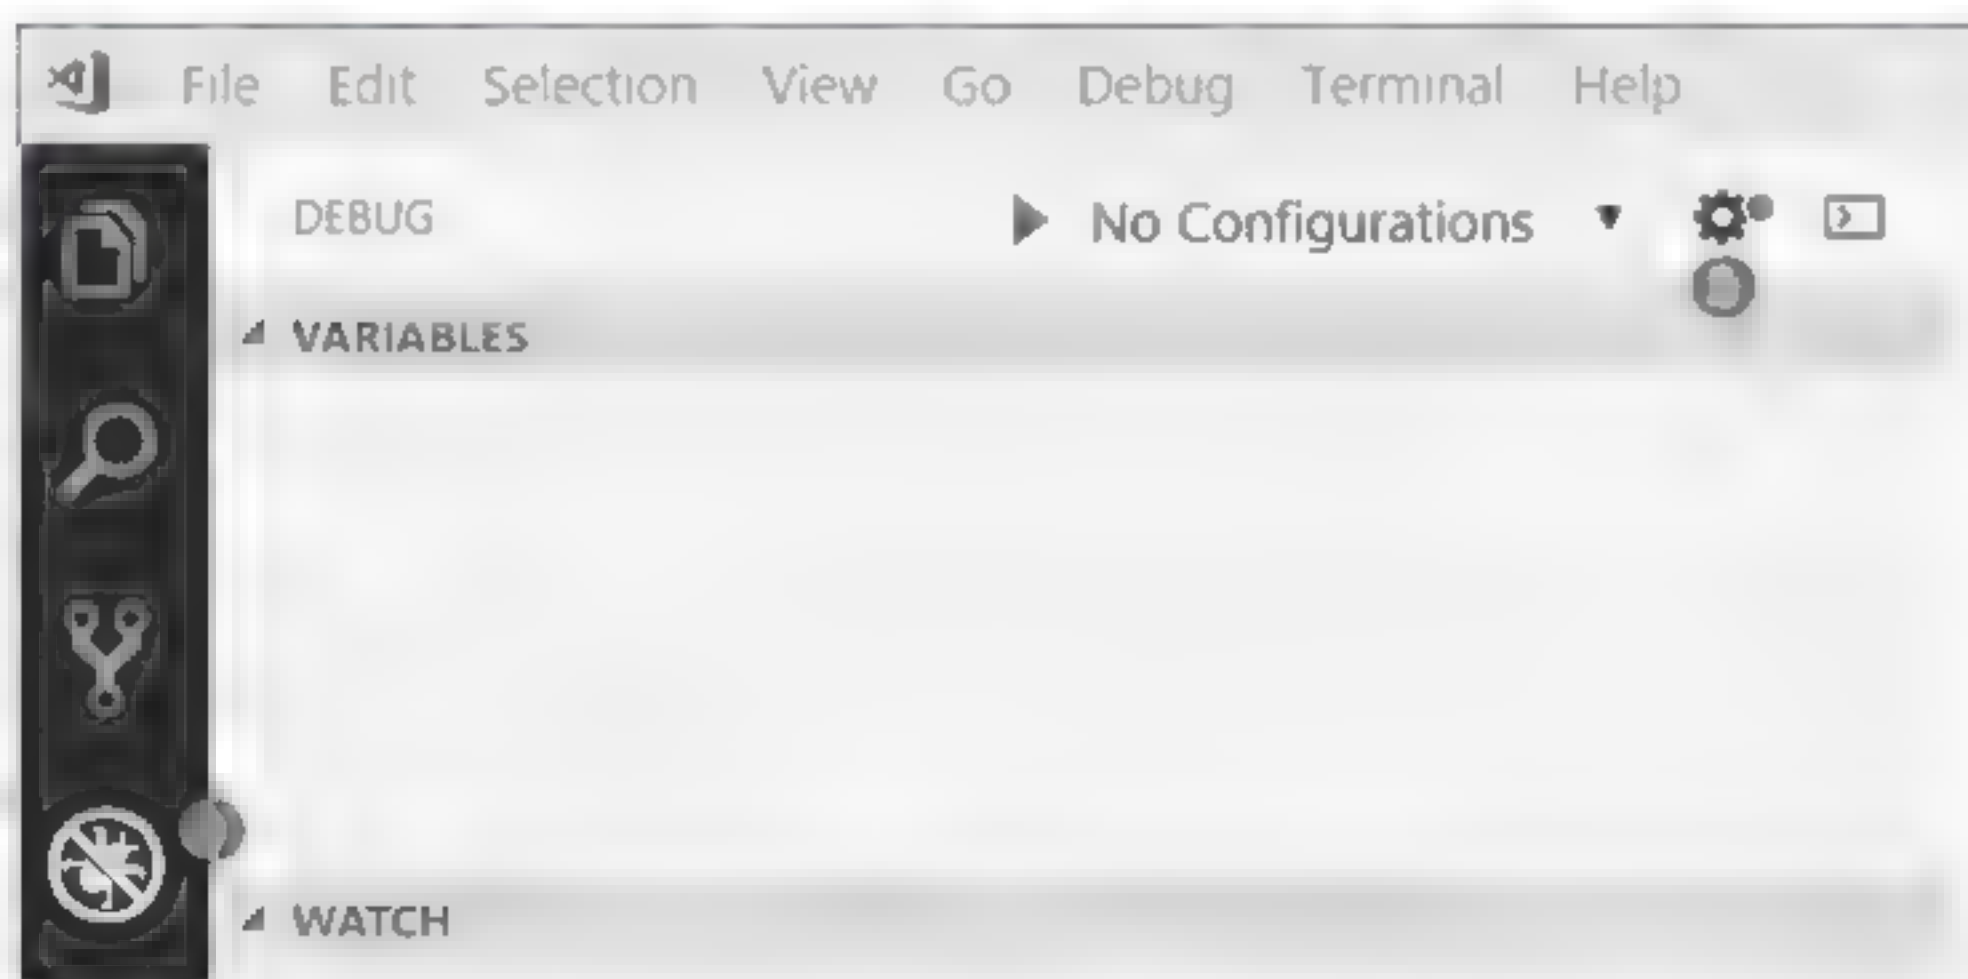 File Edit Selection View Go Debug Terminal Help
DEBUG No Configurations
VARIABLES
WATCH